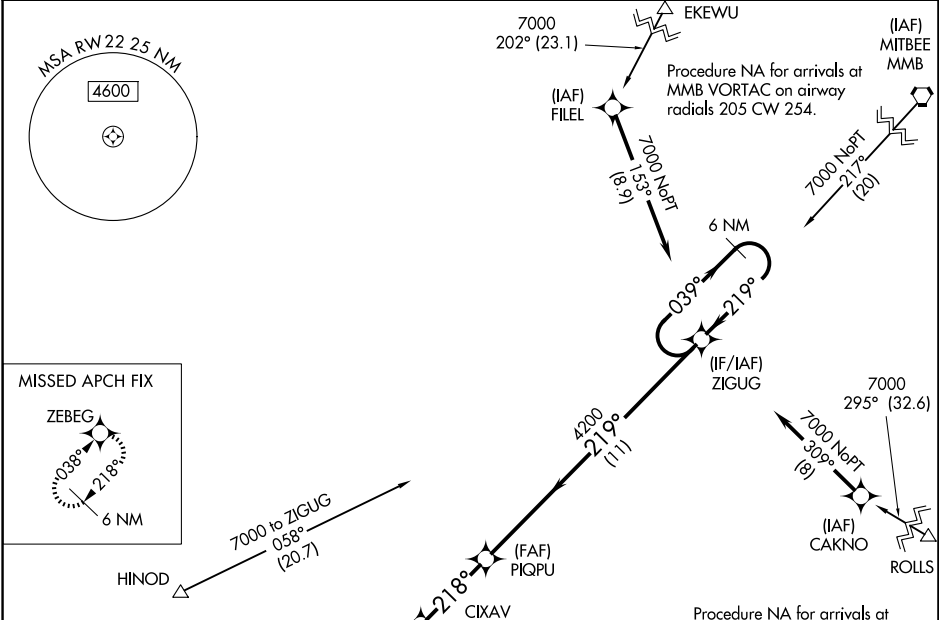 MSA RW 22 25 NM
4600
7000
202° (23.1)
EKEWU
(IAF)
MITBEE
MMB
Procedure NA for arrivals at
MMB VORTAC on airway
radials 205 CW 254.
(IAF)
FILEL
7000 NoPT
153°
(8.9)
7000 NoPT
217°
(20)
6 NM
039°
219°
(IF/IAF)
ZIGUG
MISSED APCH FIX
ZEBEG
038°
218°
6 NM
4200
219°
(11)
7000
295° (32.6)
7000 NoPT
309°
(8)
(IAF)
CAKNO
ROLLS
7000 to ZIGUG
058°
(20.7)
HINOD
(FAF)
PIQPU
218°
CIXAV
Procedure NA for arrivals at